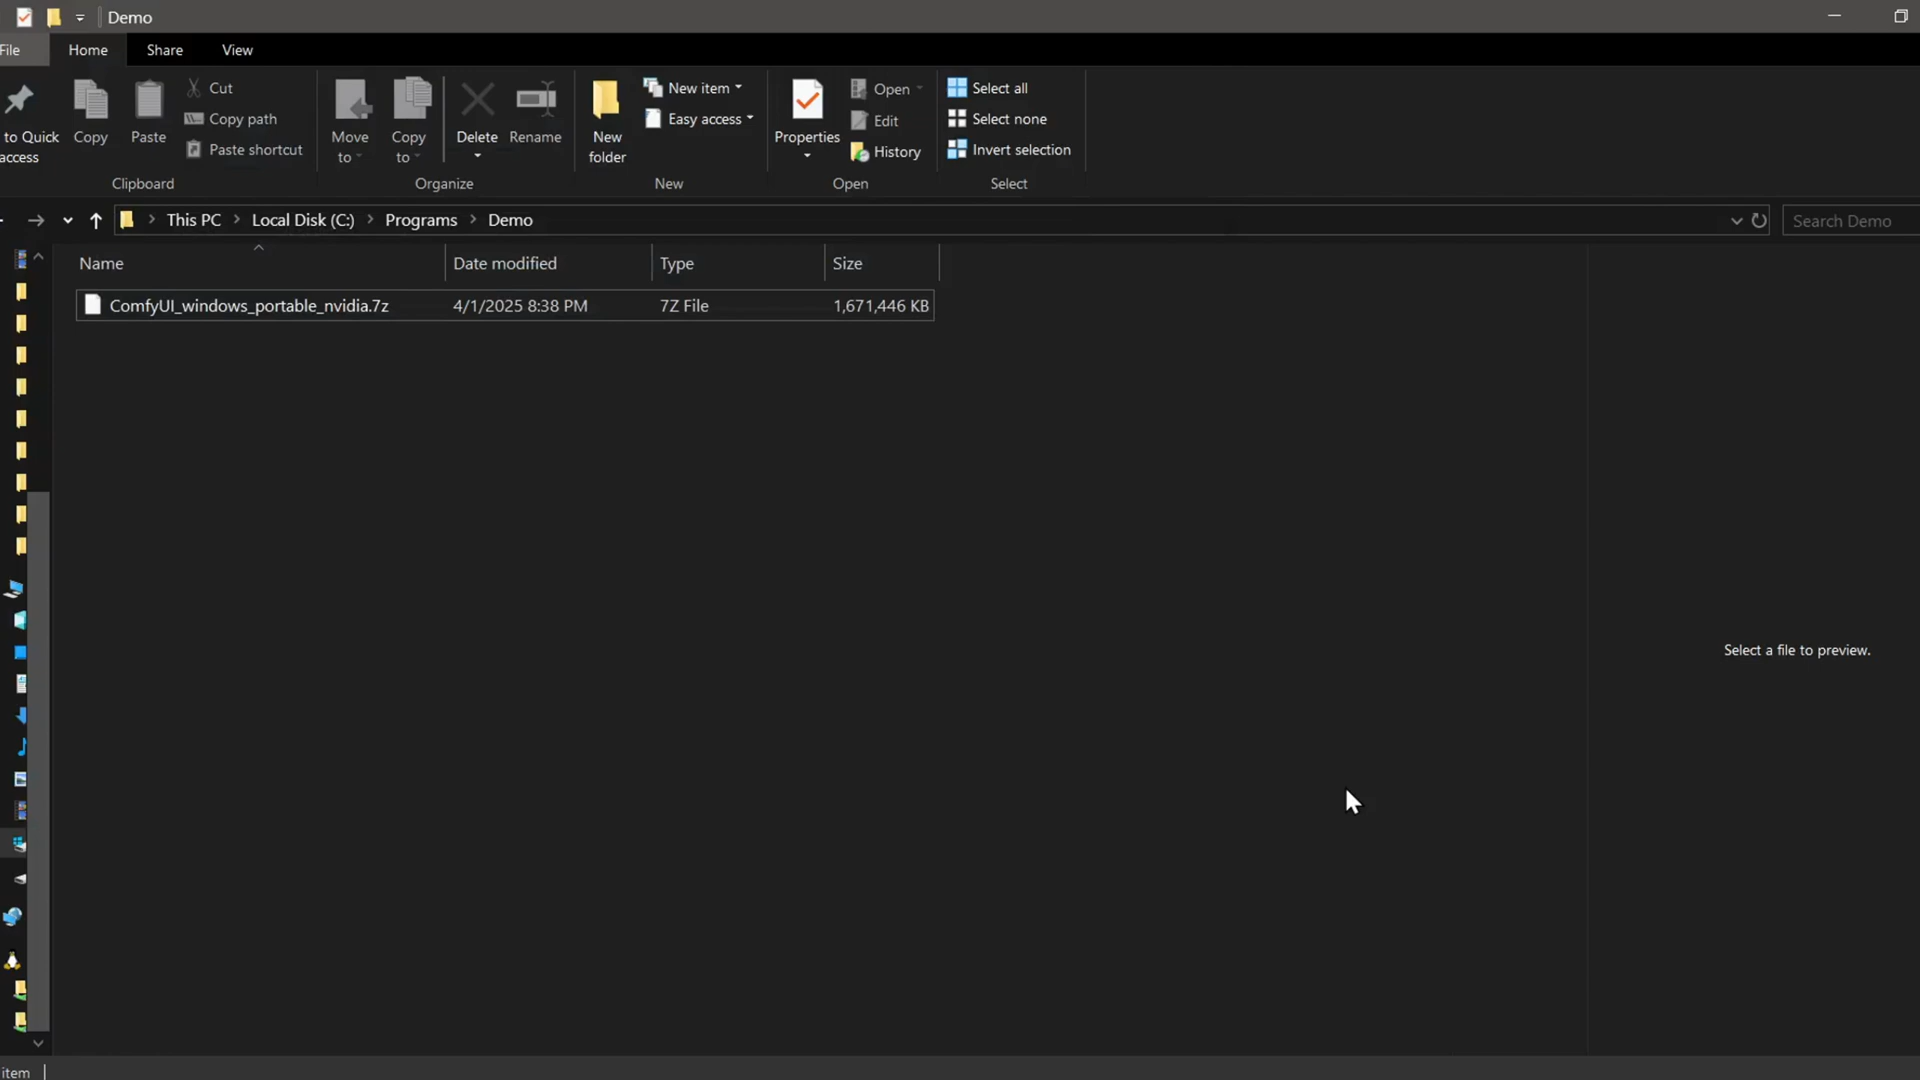 Demo
File Home Share View
to Quick access
Copy
Paste
Cut
Copy path
Paste shortcut
Clipboard
Move to
Copy to
Delete
Rename
Organize
New folder
New item
Easy access
New
Properties
Open
Edit
History
Open
Select all
Select none
Invert selection
Select
This PC Local Disk (C:) Programs Demo
Search Demo
Name Date modified Type Size
ComfyUI_windows_portable_nvidia.7z 4/1/2025 8:38 PM 7Z File 1,671,446 KB
Select a file to preview.
item